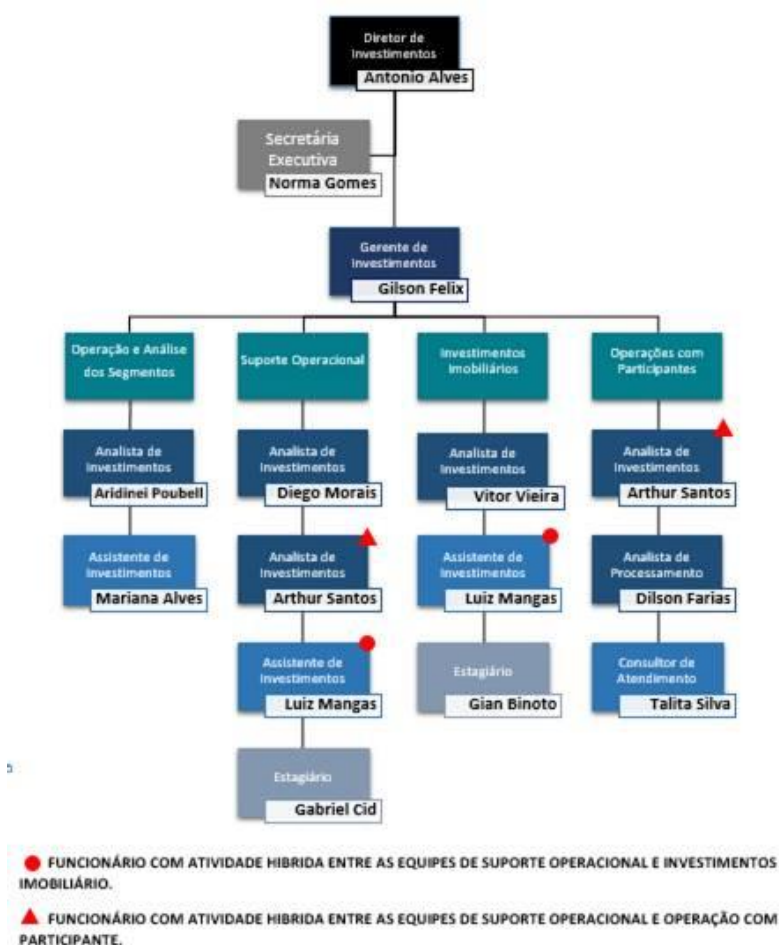 Diretor de
Investimentos
Antonio Alves
Secretária
Executiva
Norma Gomes
Gerente de
Investimentos
Gilson Felix
Operação e Análise
dos Segmentos
Suporte Operacional
Investimentos
Imobiliários
Operações com
Participantes
Analista de
Investimentos
Aridinei Poubell
Analista de
Investimentos
Diego Morais
Analista de
Investimentos
Vitor Vieira
Analista de
Investimentos
Arthur Santos
Assistente de
Investimentos
Mariana Alves
Analista de
Investimentos
Arthur Santos
Assistente de
Investimentos
Luiz Mangas
Analista de
Processamento
Dilson Farias
Assistente de
Investimentos
Luiz Mangas
Estagiário
Gian Binoto
Consultor de
Atendimento
Talita Silva
Estagiário
Gabriel Cid
FUNCIONÁRIO COM ATIVIDADE HIBRIDA ENTRE AS EQUIPES DE SUPORTE OPERACIONAL E INVESTIMENTOS
IMOBILIÁRIO.
FUNCIONÁRIO COM ATIVIDADE HIBRIDA ENTRE AS EQUIPES DE SUPORTE OPERACIONAL E OPERAÇÃO COM
PARTICIPANTE.